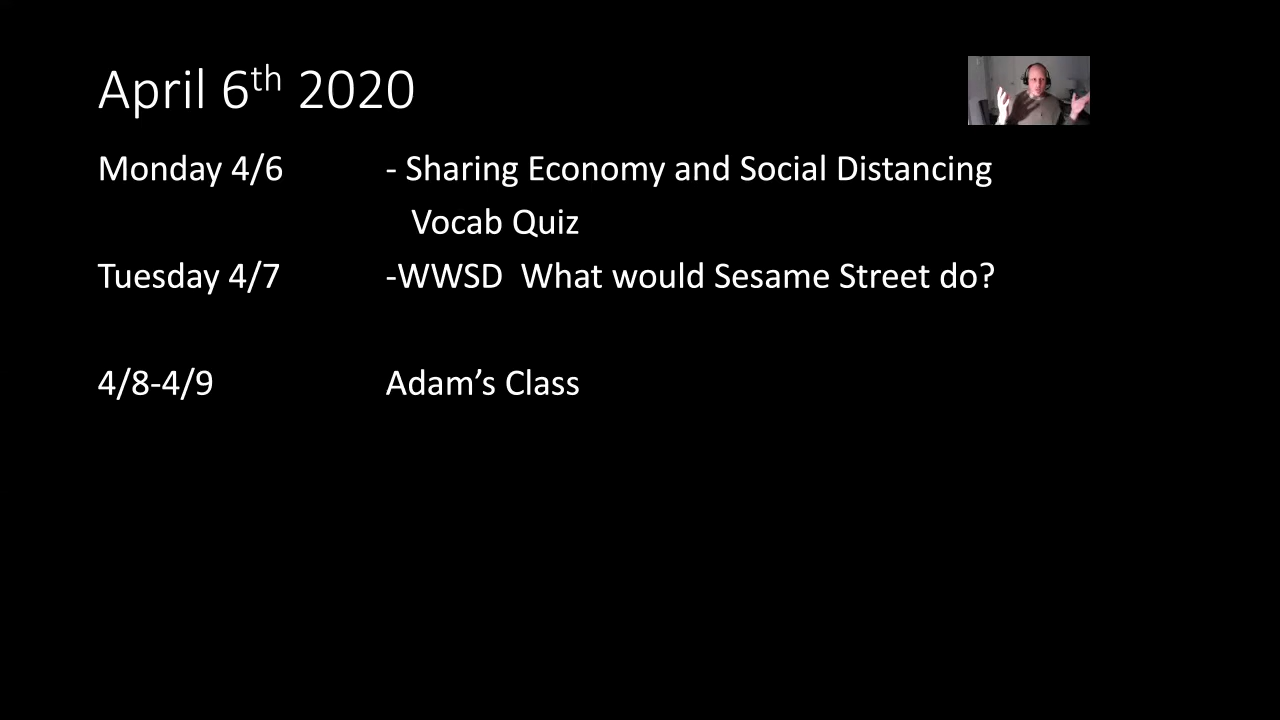 April 6th 2020
Monday 4/6 - Sharing Economy and Social Distancing
Vocab Quiz
Tuesday 4/7 -WWSD  What would Sesame Street do?
4/8-4/9 Adam’s Class